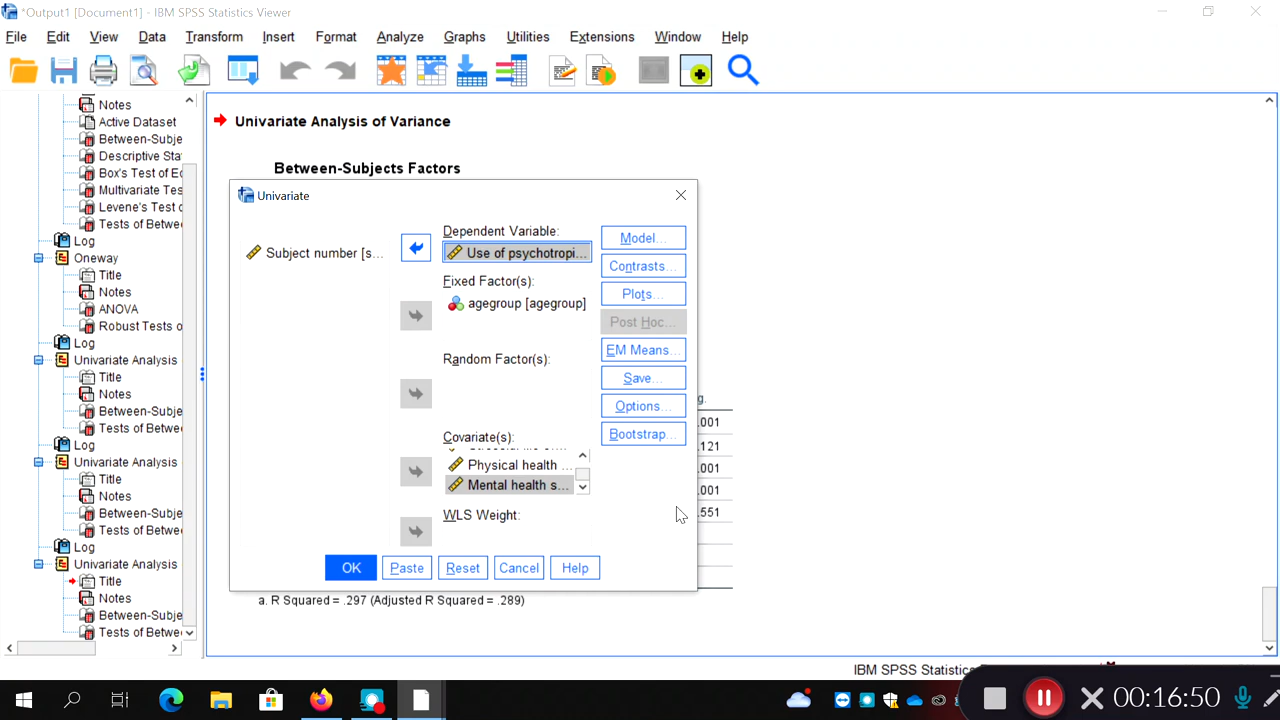 *Output1 [Document1] - IBM SPSS Statistics Viewer
File Edit View Data Transform Insert Format Analyze Graphs Utilities Extensions Window Help
Notes
Active Dataset
Between-Subje
Descriptive Sta
Box's Test of Ec
Multivariate Tes
Levene's Test o
Tests of Betwee
Log
Oneway
Title
Notes
ANOVA
Robust Tests o
Log
Univariate Analysis
Title
Notes
Between-Subje
Tests of Betwe
Log
Univariate Analysis
Title
Notes
Between-Subje
Tests of Betwe
Log
Univariate Analysis
Title
Notes
Between-Subje
Tests of Betwe
Univariate Analysis of Variance
Between-Subjects Factors
Univariate
Subject number [s...
Dependent Variable:
Use of psychotropi...
Fixed Factor(s):
agegroup [agegroup]
Random Factor(s):
Covariate(s):
Physical health ...
Mental health s...
WLS Weight:
Model...
Contrasts...
Plots...
Post Hoc...
EM Means...
Save...
Options...
Bootstrap...
OK Paste Reset Cancel Help
g.
.001
.121
.001
.001
.551
a. R Squared = .297 (Adjusted R Squared = .289)
IBM SPSS Statistics
00:16:50